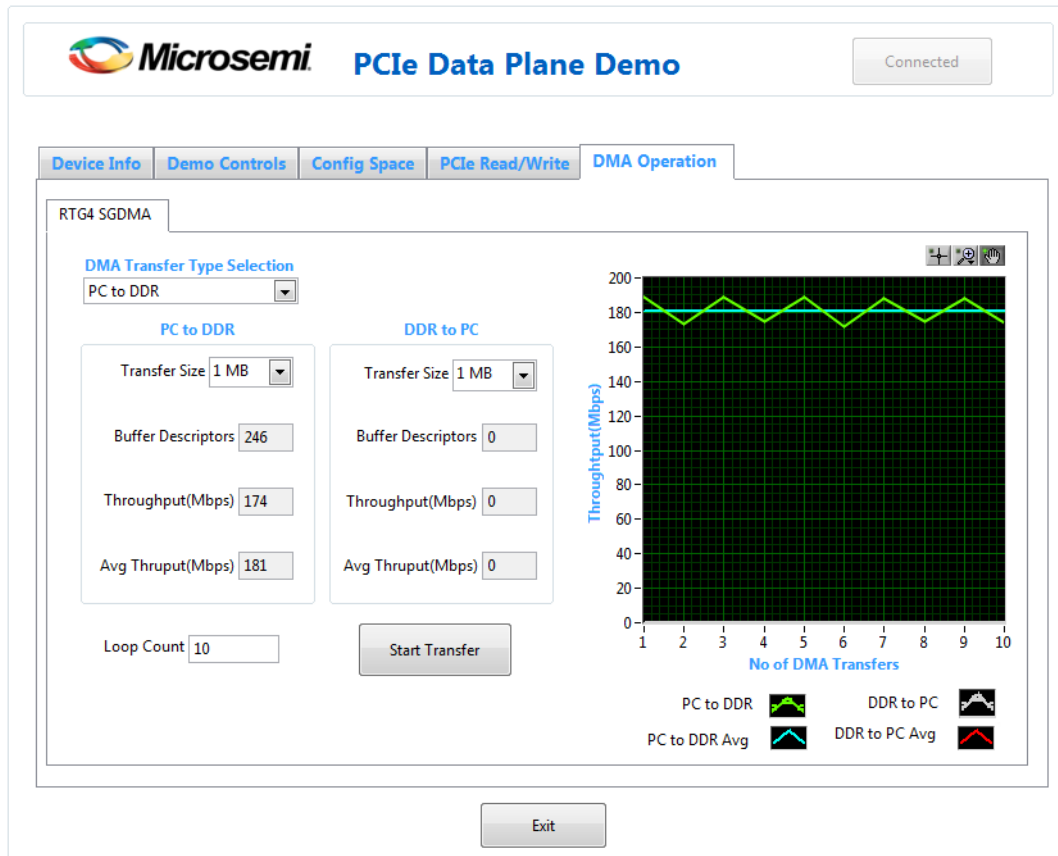 Microsemi.
PCIe Data Plane Demo
Connected
Device Info
Demo Controls
Config Space
PCIe Read/Write
DMA Operation
RTG4 SGDMA
DMA Transfer Type Selection
PC to DDR
PC to DDR
Transfer Size 1 MB
Buffer Descriptors 246
Throughput(Mbps) 174
Avg Thruput(Mbps) 181
DDR to PC
Transfer Size 1 MB
Buffer Descriptors 0
Throughput(Mbps) 0
Avg Thruput(Mbps) 0
Loop Count 10
Start Transfer
Throughtput(Mbps)
200
180
160
140
120
100
80
60
40
20
0
1 2 3 4 5 6 7 8 9 10
No of DMA Transfers
PC to DDR
DDR to PC
PC to DDR Avg
DDR to PC Avg
Exit